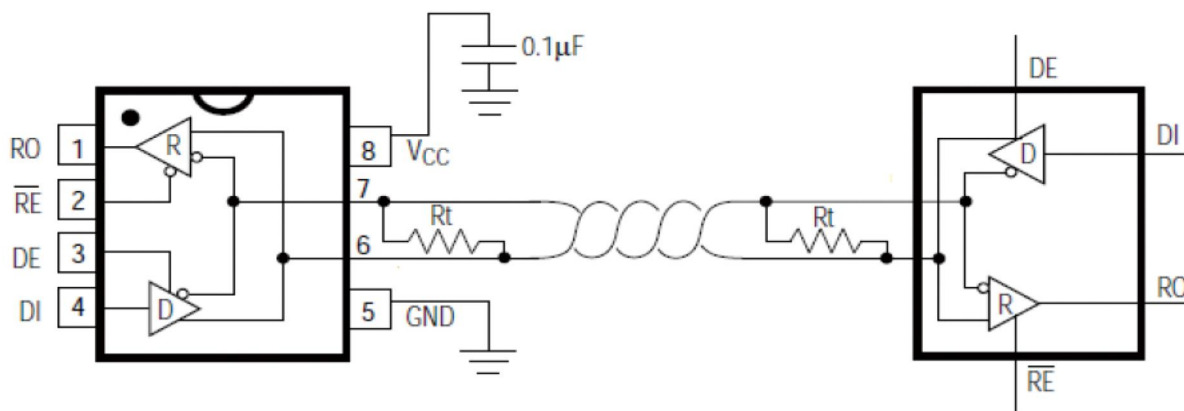 0.1μF
DE
RO 1
R
8 VCC
D
DI
RE 2
7
Rt
Rt
DE 3
6
DI 4
D
5 GND
R
RO
RE